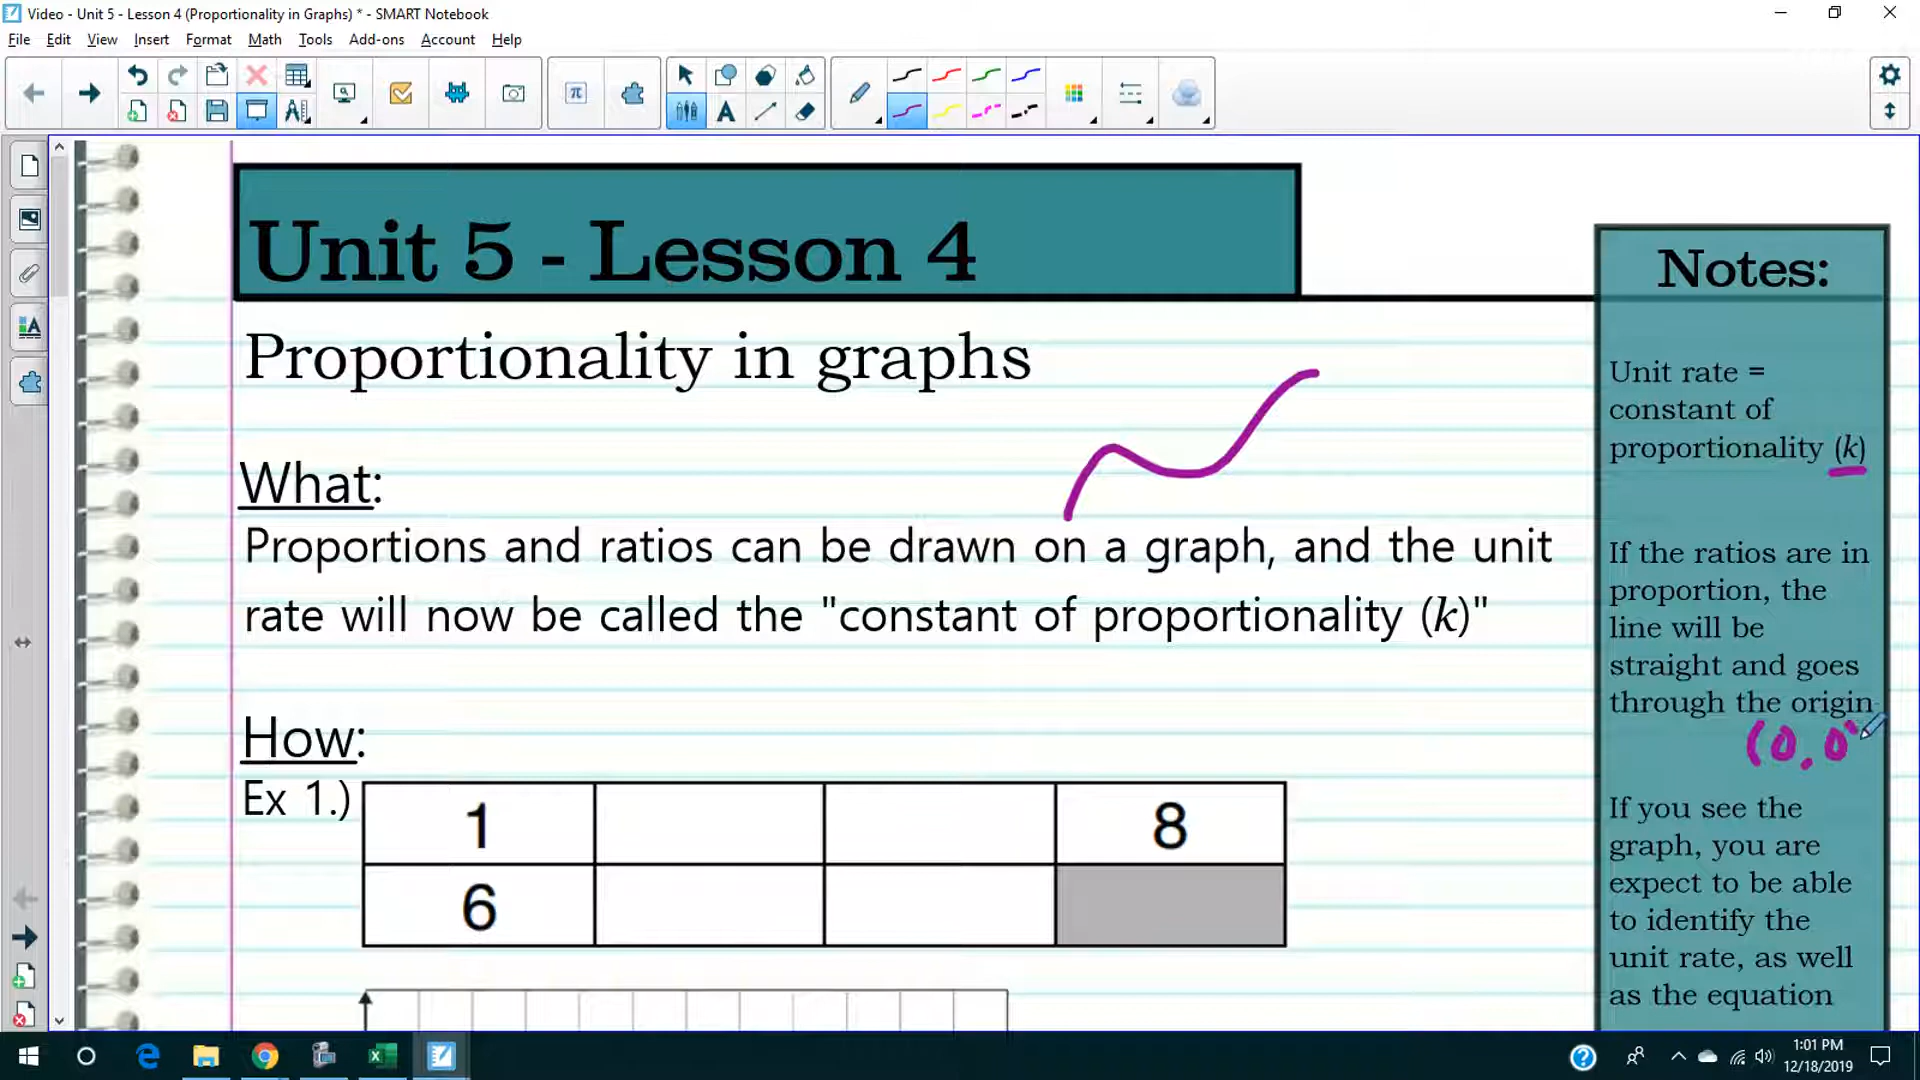 Video - Unit 5 - Lesson 4 (Proportionality in Graphs) * - SMART Notebook
File Edit View Insert Format Math Tools Add-ons Account Help
Unit 5 - Lesson 4
Proportionality in graphs
What:
Proportions and ratios can be drawn on a graph, and the unit
rate will now be called the "constant of proportionality (k)"
How:
Ex 1.)
1 8
6
Notes:
Unit rate =
constant of
proportionality (k)
If the ratios are in
proportion, the
line will be
straight and goes
through the origin
(0,0)
If you see the
graph, you are
expect to be able
to identify the
unit rate, as well
as the equation
1:01 PM
12/18/2019